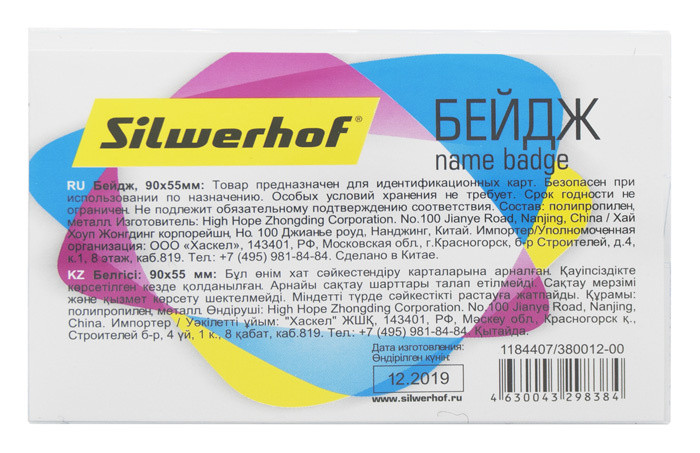 Silwerhof®
БЕЙДЖ
name badge
RU Бейдж, 90х55мм: Товар предназначен для идентификационных карт. Безопасен при
использовании по назначению. Особых условий хранения не требует. Срок годности не
ограничен. Не подлежит обязательному подтверждению соответствия. Состав: полипропилен,
металл. Изготовитель: High Hope Zhongding Corporation. No.100 Jianye Road, Nanjing, China / Хай
Хоуп Жонгдинг корпорейшн, Но. 100 Джианье роуд, Нанджинг, Китай. Импортер/Уполномоченная
организация: ООО «Хаскел», 143401, РФ, Московская обл., г.Красногорск, б-р Строителей, д.4,
к.1, 8 этаж, каб.819. Тел.: +7 (495) 981-84-84. Сделано в Китае.
KZ Белгісі: 90х55 мм: Бұл өнім хат сәйкестендіру карталарына арналған. Қауіпсіздікте
көрсетілген кезде қолданылған. Арнайы сақтау шарттары талап етілмейді. Сақтау мерзімі
және қызмет көрсету шектелмейді. Міндетті түрде сәйкестікті растауға жатпайды. Құрамы:
полипропилен, металл. Өндіруші: High Hope Zhongding Corporation. No.100 Jianye Road, Nanjing,
China. Импортер / Уәкілетті ұйым: "Хаскел" ЖШҚ, 143401, РФ, Мәскеу обл., Красногорск қ.,
Строителей б-р, 4 үй, 1 к., 8 қабат, каб.819. Тел.: +7 (495) 981-84-84. Қытайда.
Дата изготовления:
Өндірілген күнін:
12.2019
www.silwerhof.ru
1184407/380012-00
4 630043 298384